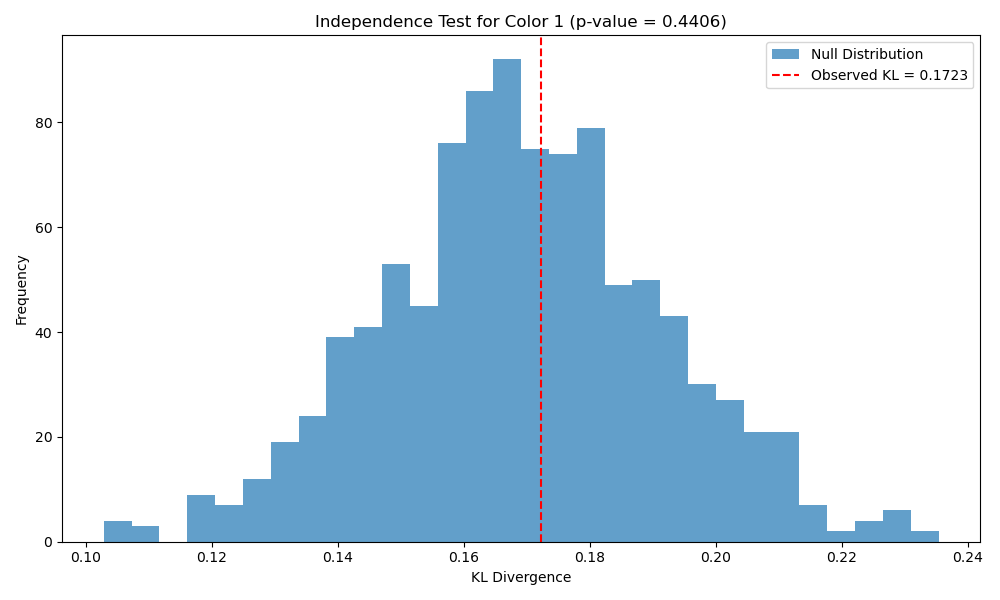 Independence Test for Color 1 (p-value = 0.4406)
Null Distribution
Observed KL = 0.1723
Frequency
80
60
40
20
0
0.10 0.12 0.14 0.16 0.18 0.20 0.22 0.24
KL Divergence